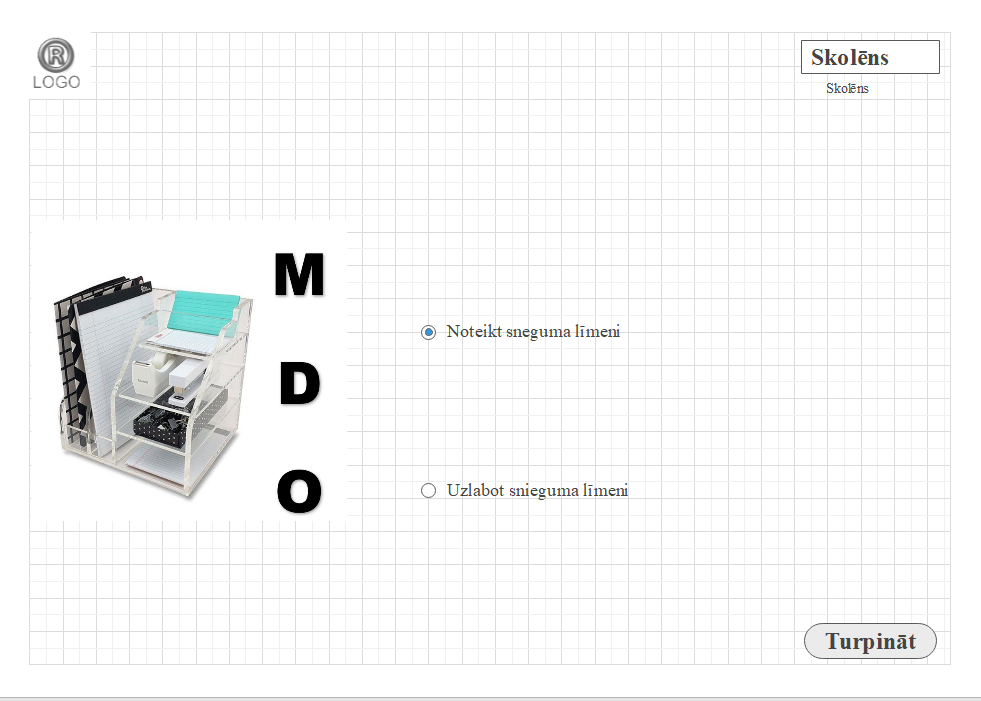 R
LOGO
Skolēns
Skolēns
M
D
O
Noteikt sneguma līmeni
Uzlabot snieguma līmeni
Turpināt